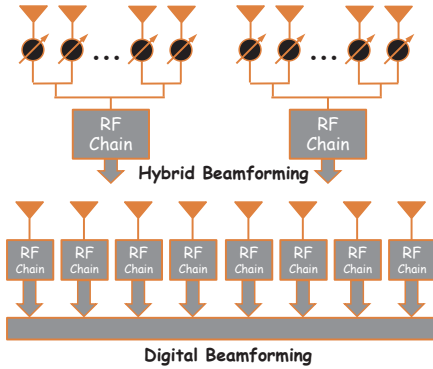 ... ...
RF RF
Chain Chain
Hybrid Beamforming
RF RF RF RF RF RF RF RF
Chain Chain Chain Chain Chain Chain Chain Chain
Digital Beamforming